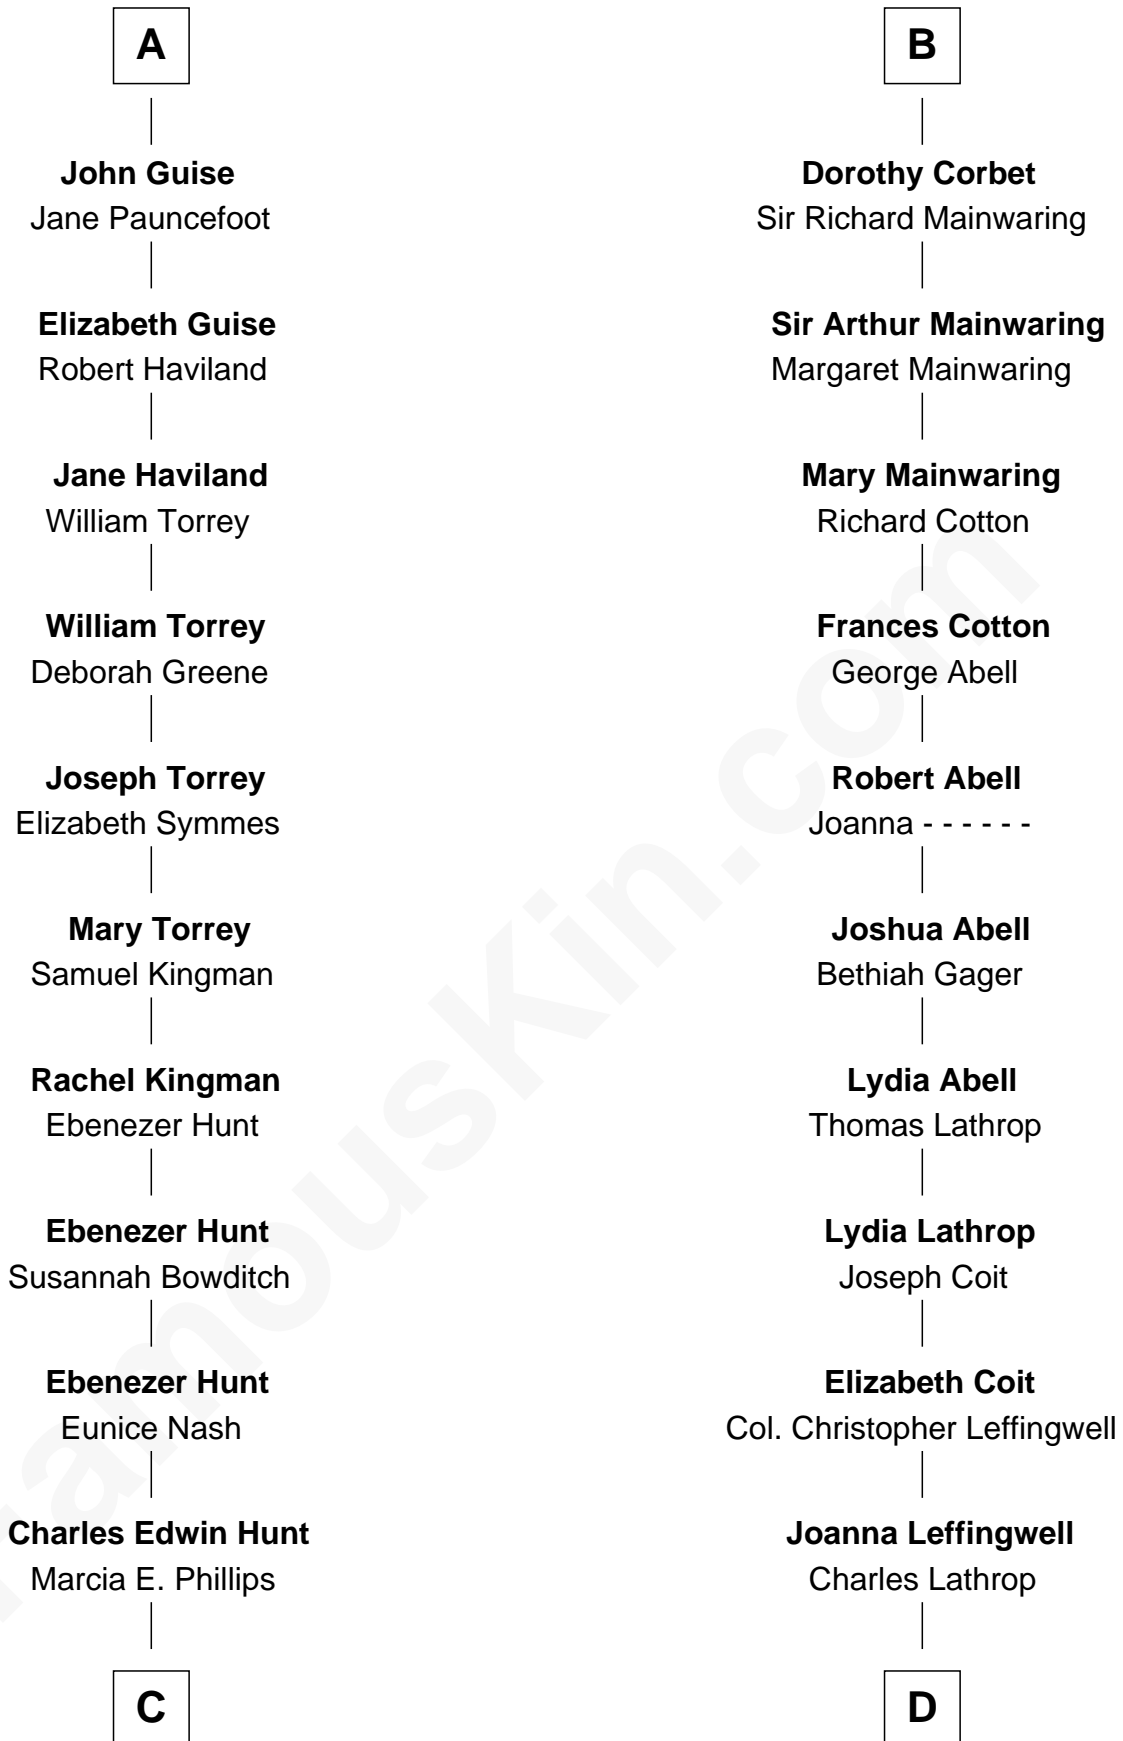 A
John Guise
Jane Pauncefoot
Elizabeth Guise
Robert Haviland
Jane Haviland
William Torrey
William Torrey
Deborah Greene
Joseph Torrey
Elizabeth Symmes
Mary Torrey
Samuel Kingman
Rachel Kingman
Ebenezer Hunt
Ebenezer Hunt
Susannah Bowditch
Ebenezer Hunt
Eunice Nash
Charles Edwin Hunt
Marcia E. Phillips
C
B
Dorothy Corbet
Sir Richard Mainwaring
Sir Arthur Mainwaring
Margaret Mainwaring
Mary Mainwaring
Richard Cotton
Frances Cotton
George Abell
Robert Abell
Joanna - - - - - -
Joshua Abell
Bethiah Gager
Lydia Abell
Thomas Lathrop
Lydia Lathrop
Joseph Coit
Elizabeth Coit
Col. Christopher Leffingwell
Joanna Leffingwell
Charles Lathrop
D
FamousKin.com